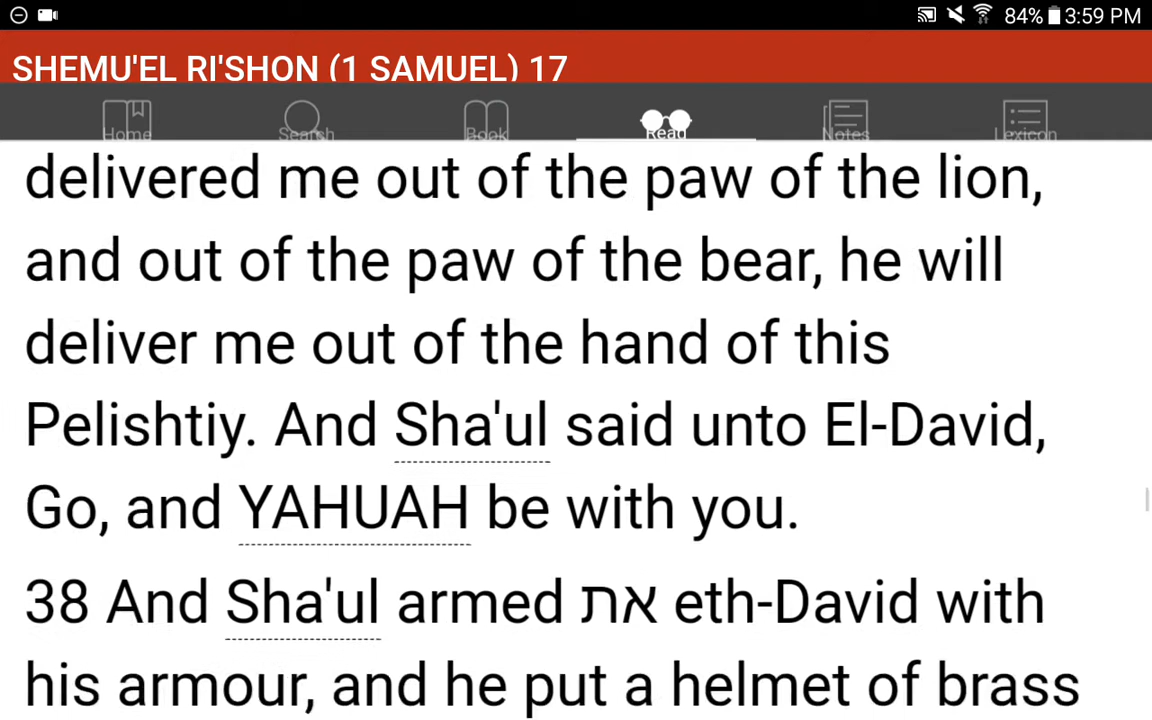 84% 3:59 PM
SHEMU'EL RI'SHON (1 SAMUEL) 17
Home Search Book Read Notes Lexicon
delivered me out of the paw of the lion,
and out of the paw of the bear, he will
deliver me out of the hand of this
Pelishtiy. And Sha'ul said unto El-David,
Go, and YAHUAH be with you.
38 And Sha'ul armed את eth-David with
his armour, and he put a helmet of brass